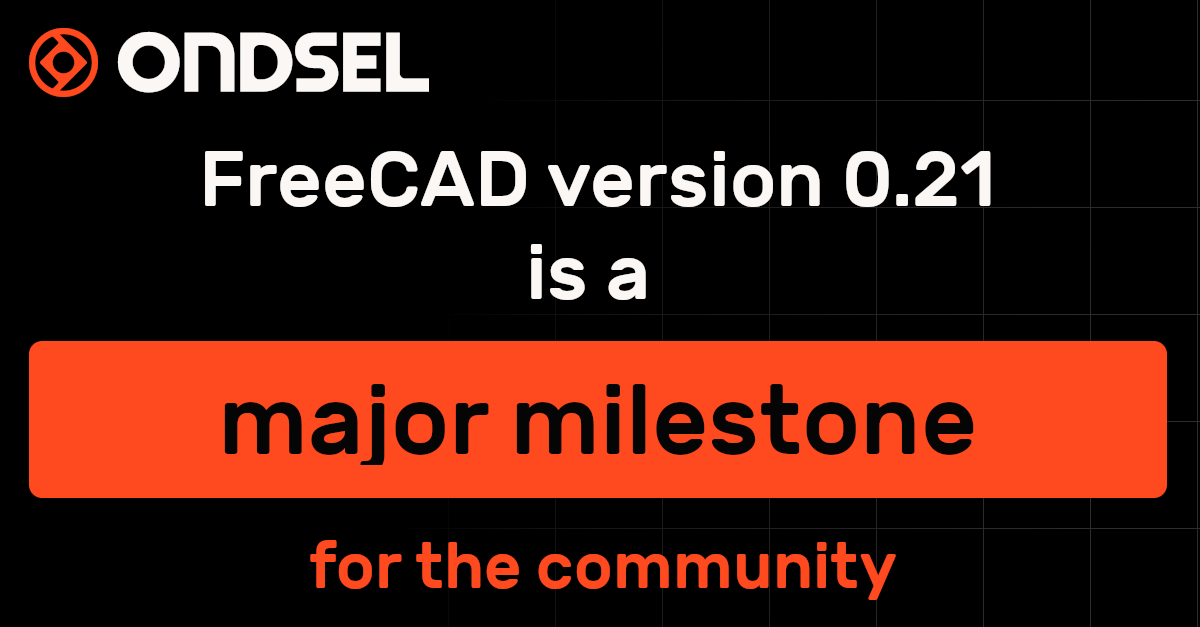 ONDSEL
FreeCAD version 0.21
is a
major milestone
for the community